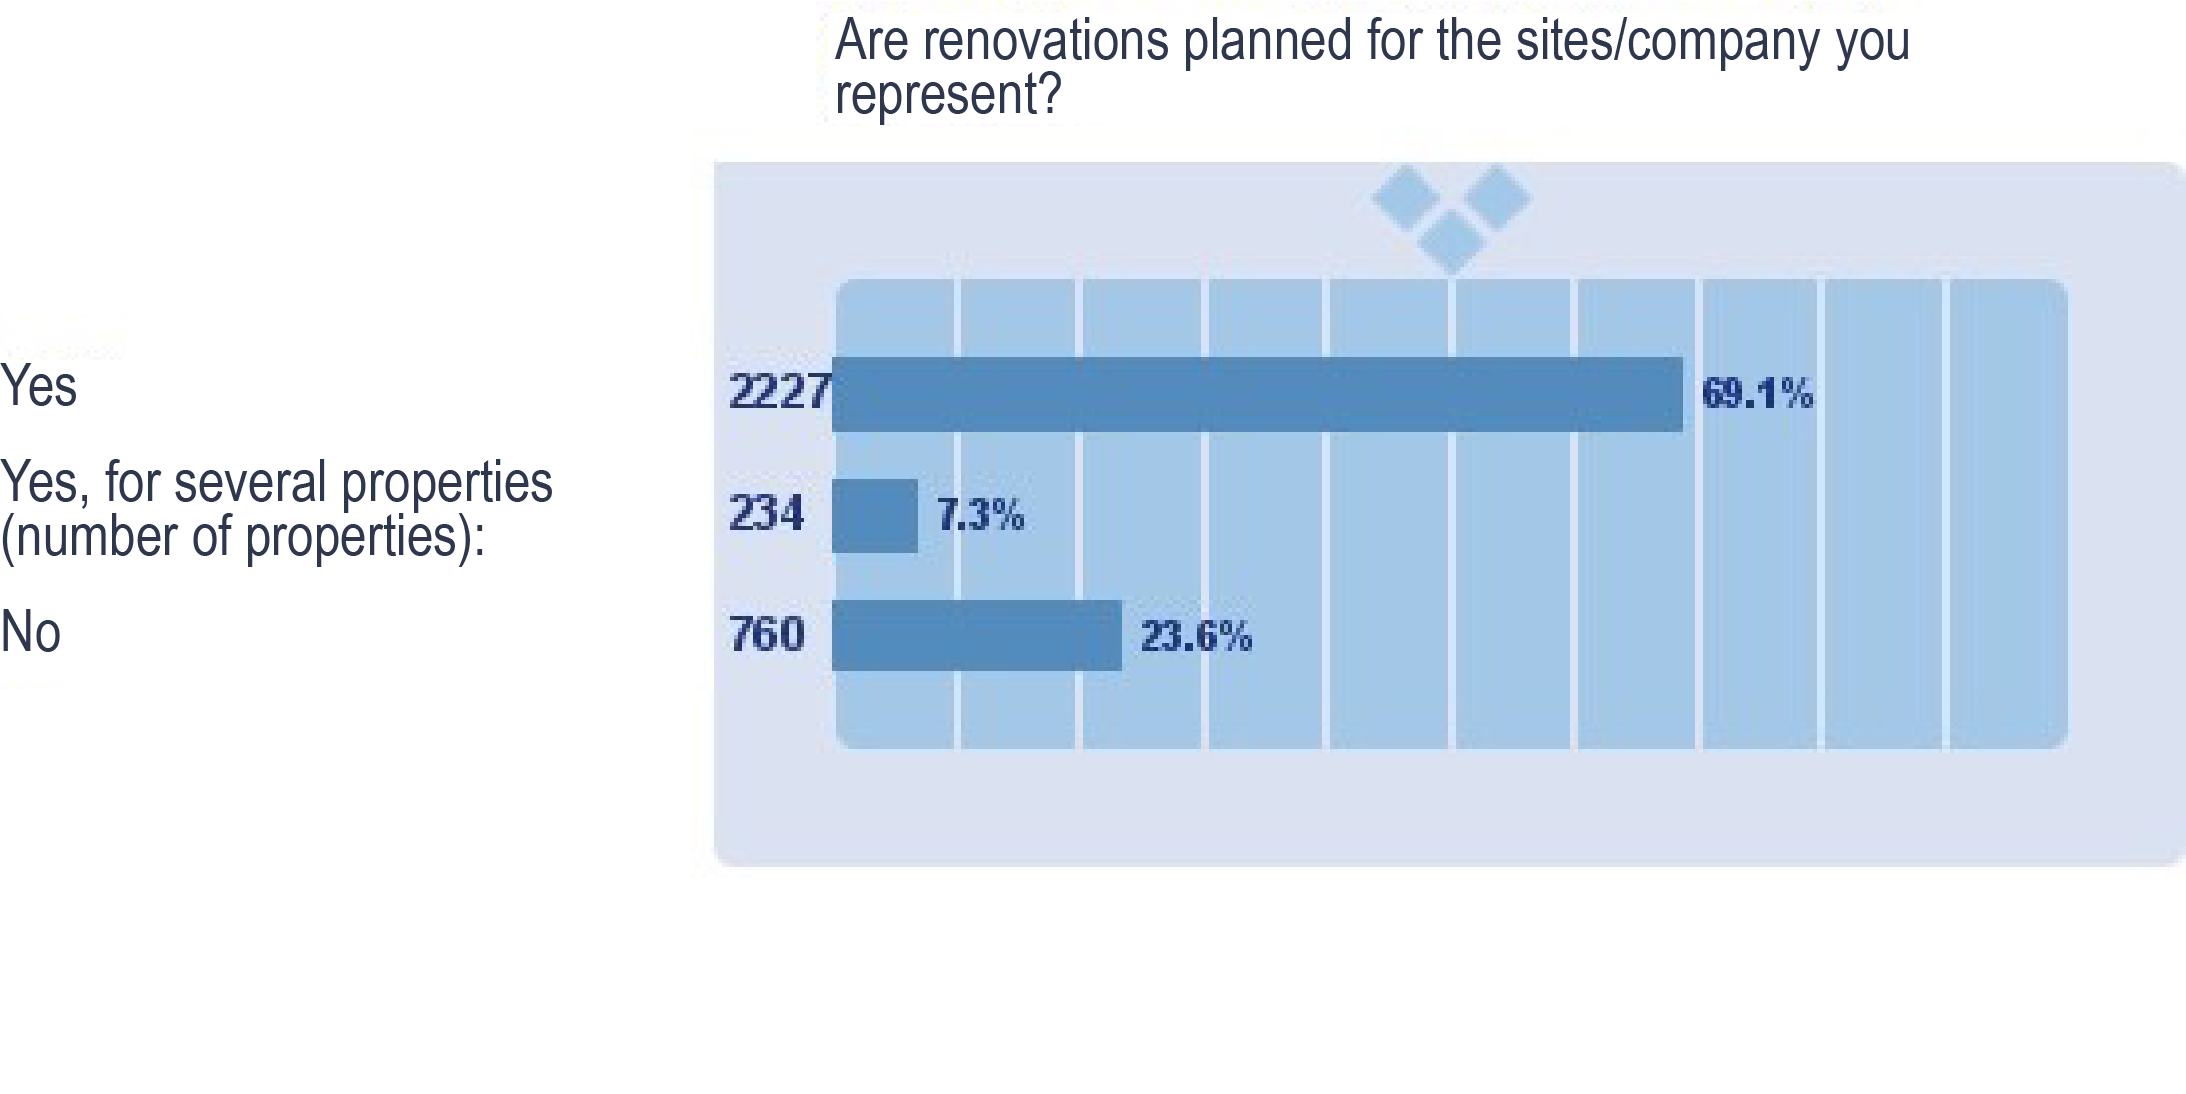 Are renovations planned for the sites/company you
represent?
Yes
2227 69.1%
Yes, for several properties
(number of properties):
234 7.3%
No
760 23.6%